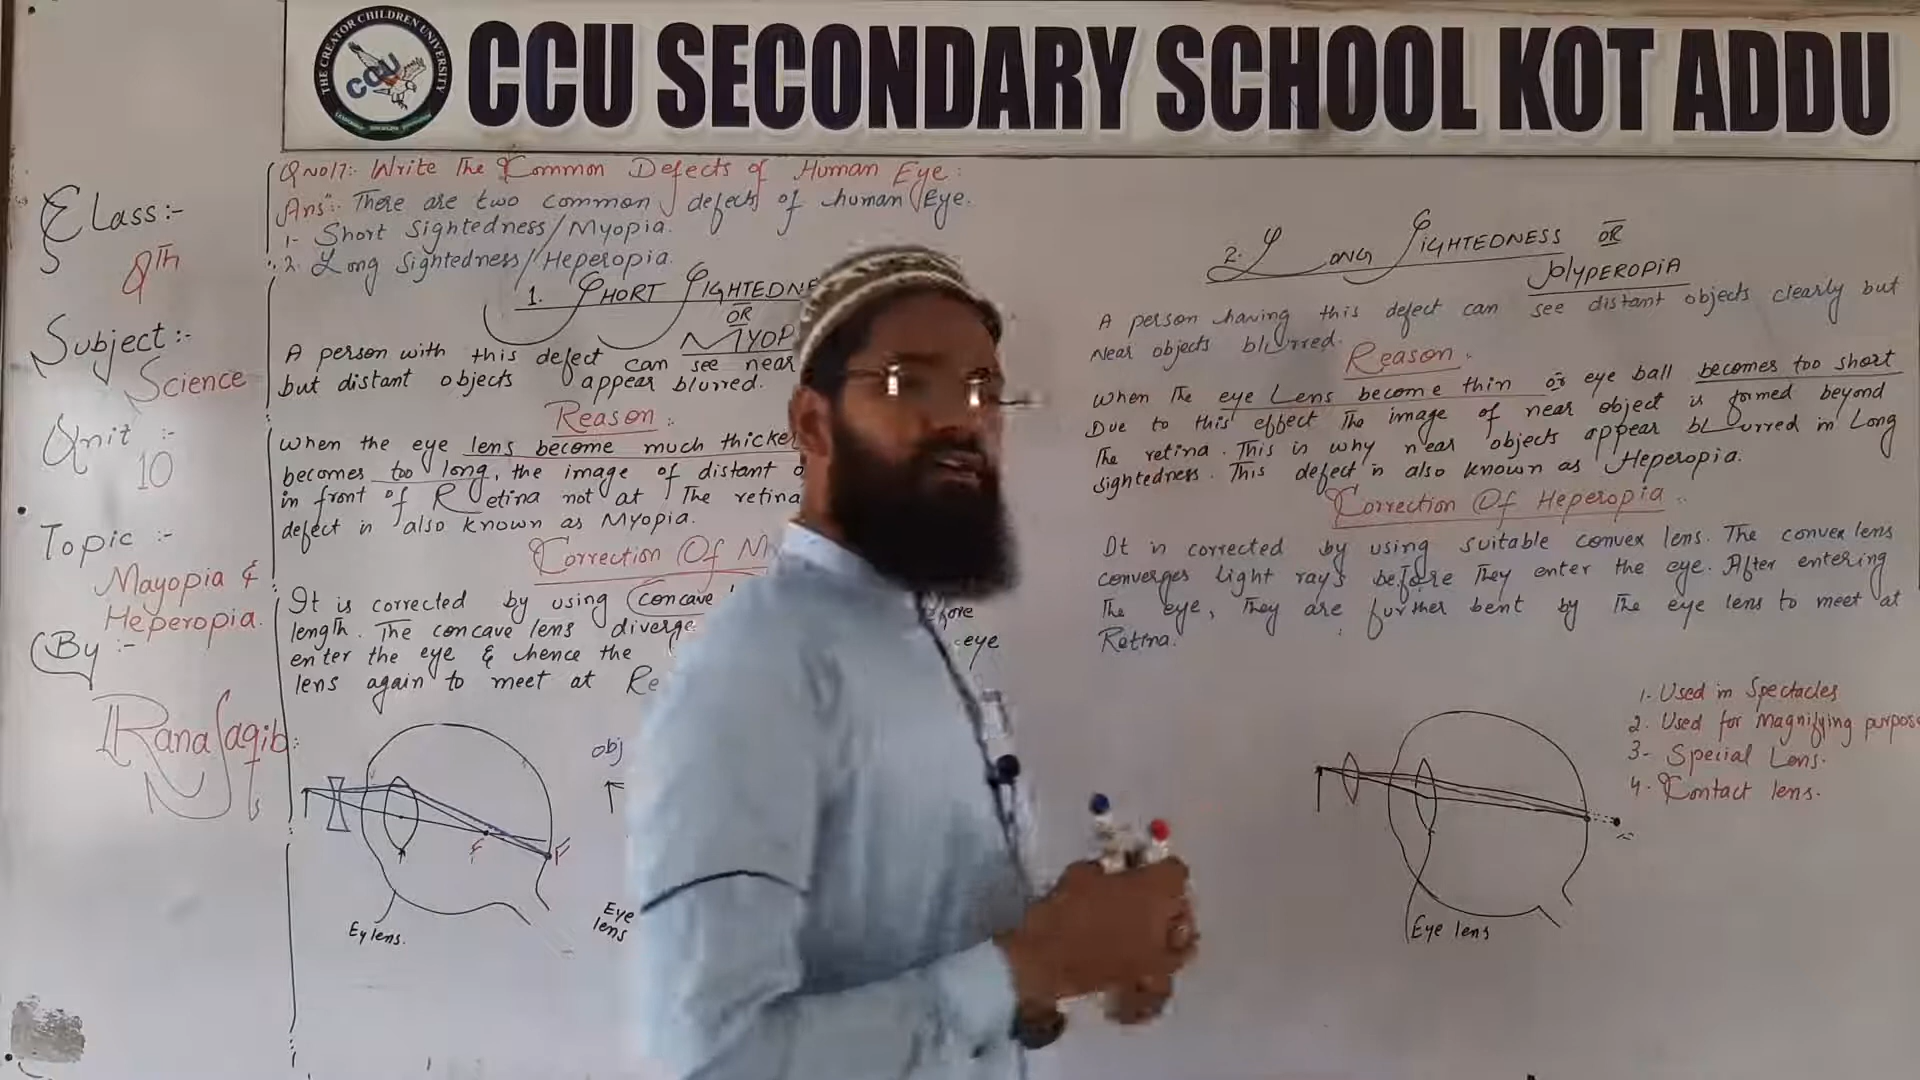 THE CREATOR CHILDREN UNIVERSITY
CCU
CCU SECONDARY SCHOOL KOT ADDU
Class:-
8Th
Subject:-
Science
Unit:-
10
Topic:-
Mayopia &
Heperopia.
By:-
Rana Saqib
Q No17:- Write The Common Defects of Human Eye:
Ans:- There are two common defects of human Eye.
1- Short Sightedness/Myopia.
2. Long Sightedness/Heperopia.
1. SHORT SIGHTEDNE
OR
MYOP
A person with this defect can see near
but distant objects appear blurred.
Reason:
when the eye lens become much thicker
becomes too long, the image of distant o
in front of Retina not at The retina
defect in also known as Myopia.
Correction Of M
It is corrected by using concave
length. The concave lens diverge
before
enter the eye & hence the
eye
lens again to meet at Re
obj
F
F
Ey lens.
Eye
lens
2. LONG SIGHTEDNESS OR
HYPEROPIA
A person having this defect can see distant objects clearly but
Near objects blurred.
Reason.
when The eye Lens become thin or eye ball becomes too short
Due to this effect The image of near object is formed beyond
The retina. This is why near objects appear blurred in Long
sightedness. This defect in also known as Heperopia.
Correction Of Heperopia
It in corrected by using suitable convex lens. The convex lens
converges light rays before They enter the eye. After entering
The eye, They are further bent by The eye lens to meet at
Retina.
1. Used in Spectacles
2. Used for Magnifying purpos
3- Special Lens.
4- Contact lens.
Eye lens